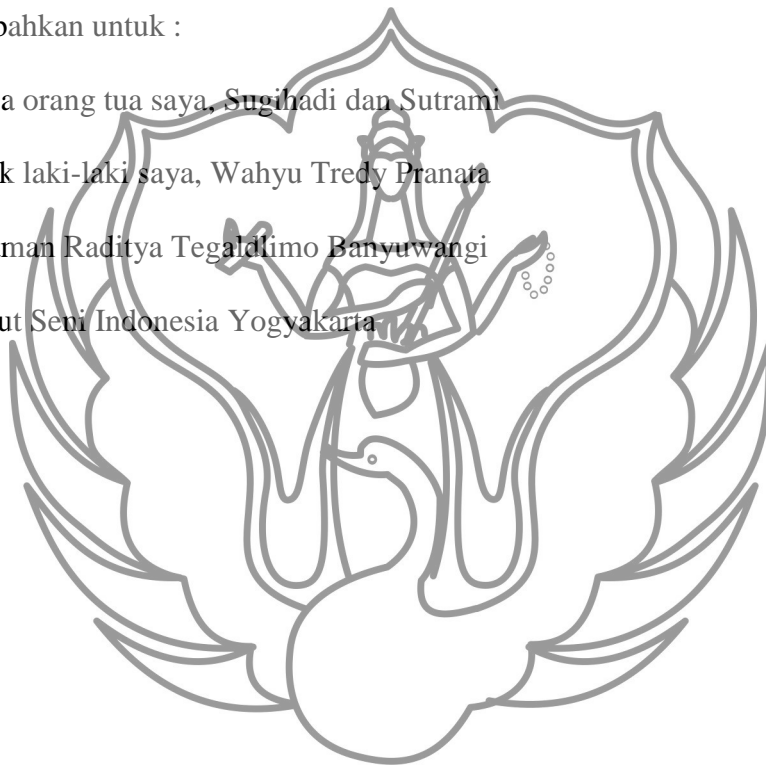 bahkan untuk :
a orang tua saya, Sugihadi dan Sutrami
k laki-laki saya, Wahyu Tredy Pranata
man Raditya Tegaldlimo Banyuwangi
ut Seni Indonesia Yogyakarta